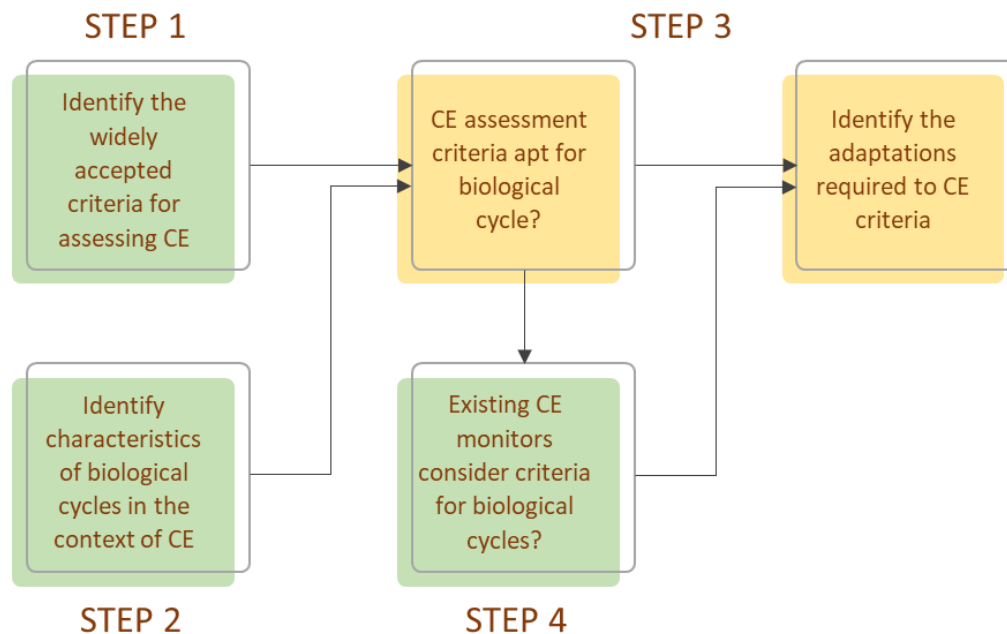 STEP 1
STEP 3
Identify the
widely
accepted
criteria for
assessing CE
CE assessment
criteria apt for
biological
cycle?
Identify the
adaptations
required to CE
criteria
Identify
characteristics
of biological
cycles in the
context of CE
Existing CE
monitors
consider criteria
for biological
cycles?
STEP 2
STEP 4